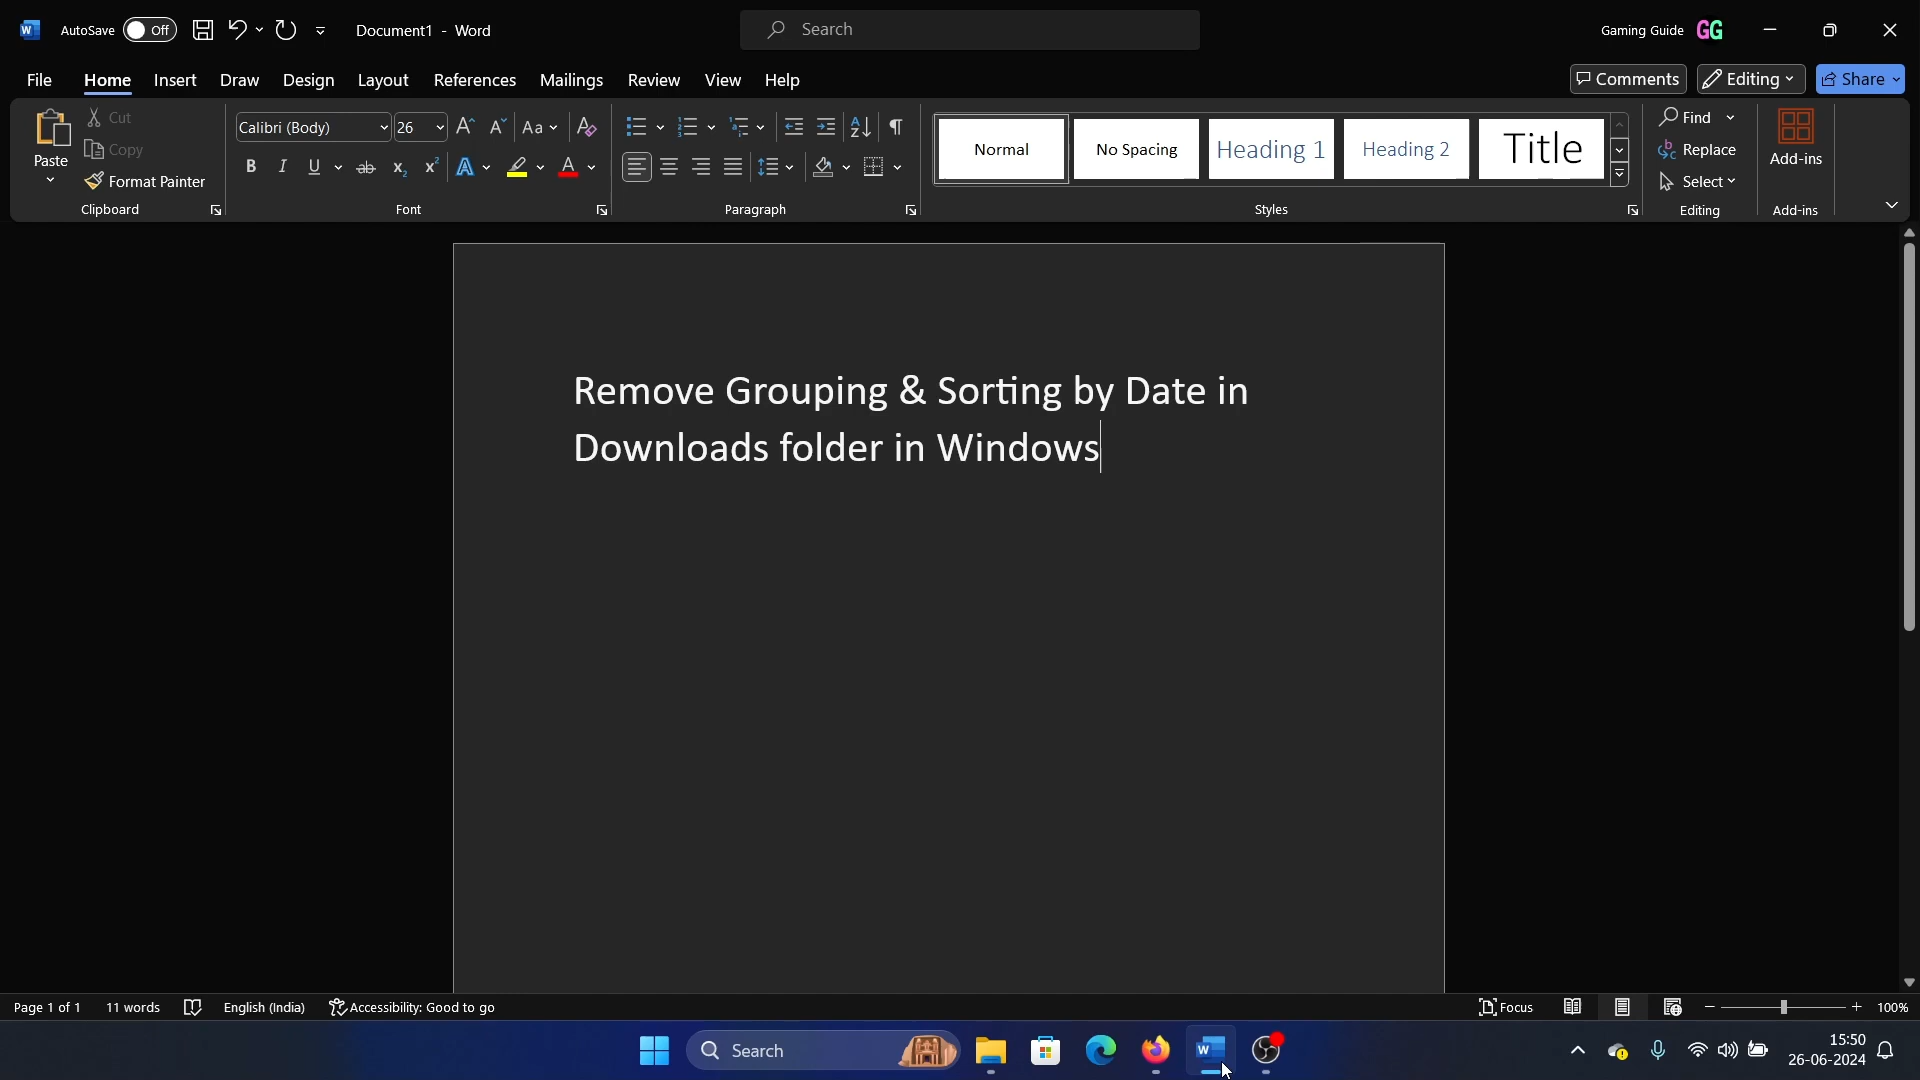 AutoSave Off Document1 - Word Search Gaming Guide GG
File Home Insert Draw Design Layout References Mailings Review View Help Comments Editing Share
Paste Cut Copy Format Painter Clipboard
Calibri (Body) 26 Aa Font
Paragraph
Normal No Spacing Heading 1 Heading 2 Title Styles
Find Replace Select Editing
Add-ins Add-ins
Remove Grouping & Sorting by Date in
Downloads folder in Windows
Page 1 of 1 11 words English (India) Accessibility: Good to go Focus 100%
Search 15:50
26-06-2024